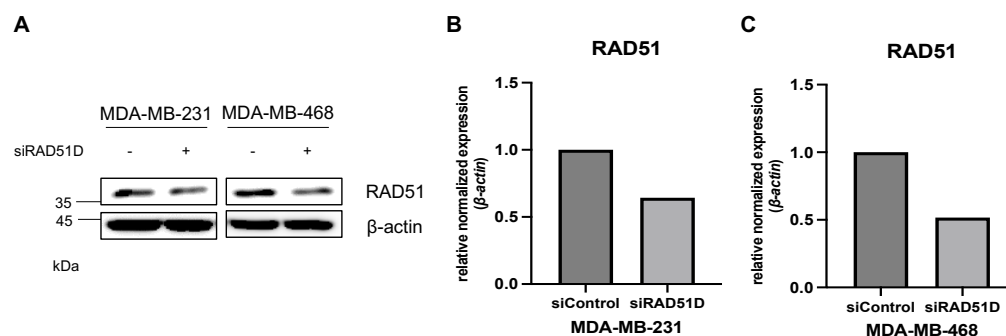 A
MDA-MB-231 MDA-MB-468
siRAD51D - + - +
RAD51
35
45
β-actin
kDa
B
RAD51
relative normalized expression
(β-actin)
1.5
1.0
0.5
0.0
siControl siRAD51D
MDA-MB-231
C
RAD51
relative normalized expression
(β-actin)
1.5
1.0
0.5
0.0
siControl siRAD51D
MDA-MB-468